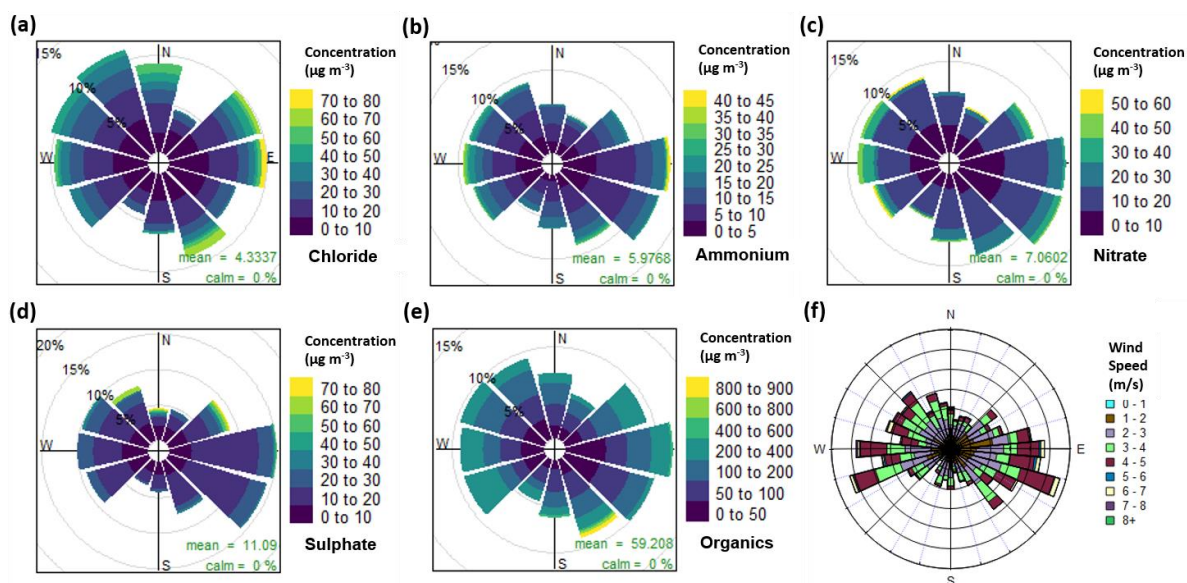 (a)
15%
10%
5%
N
W
E
S
mean = 4.3337
calm = 0 %
Concentration
(µg m⁻³)
70 to 80
60 to 70
50 to 60
40 to 50
30 to 40
20 to 30
10 to 20
0 to 10
Chloride
(b)
15%
10%
5%
N
W
S
mean = 5.9768
calm = 0 %
Concentration
(µg m⁻³)
40 to 45
35 to 40
30 to 35
25 to 30
20 to 25
15 to 20
10 to 15
5 to 10
0 to 5
Ammonium
(c)
15%
10%
5%
N
W
S
mean = 7.0602
calm = 0 %
Concentration
(µg m⁻³)
50 to 60
40 to 50
30 to 40
20 to 30
10 to 20
0 to 10
Nitrate
(d)
20%
15%
10%
5%
N
W
S
mean = 11.09
calm = 0 %
Concentration
(µg m⁻³)
70 to 80
60 to 70
50 to 60
40 to 50
30 to 40
20 to 30
10 to 20
0 to 10
Sulphate
(e)
15%
10%
5%
N
W
S
mean = 59.208
calm = 0 %
Concentration
(µg m⁻³)
800 to 900
600 to 800
400 to 600
200 to 400
100 to 200
50 to 100
0 to 50
Organics
(f)
N
W
E
S
Wind
Speed
(m/s)
0 - 1
1 - 2
2 - 3
3 - 4
4 - 5
5 - 6
6 - 7
7 - 8
8+